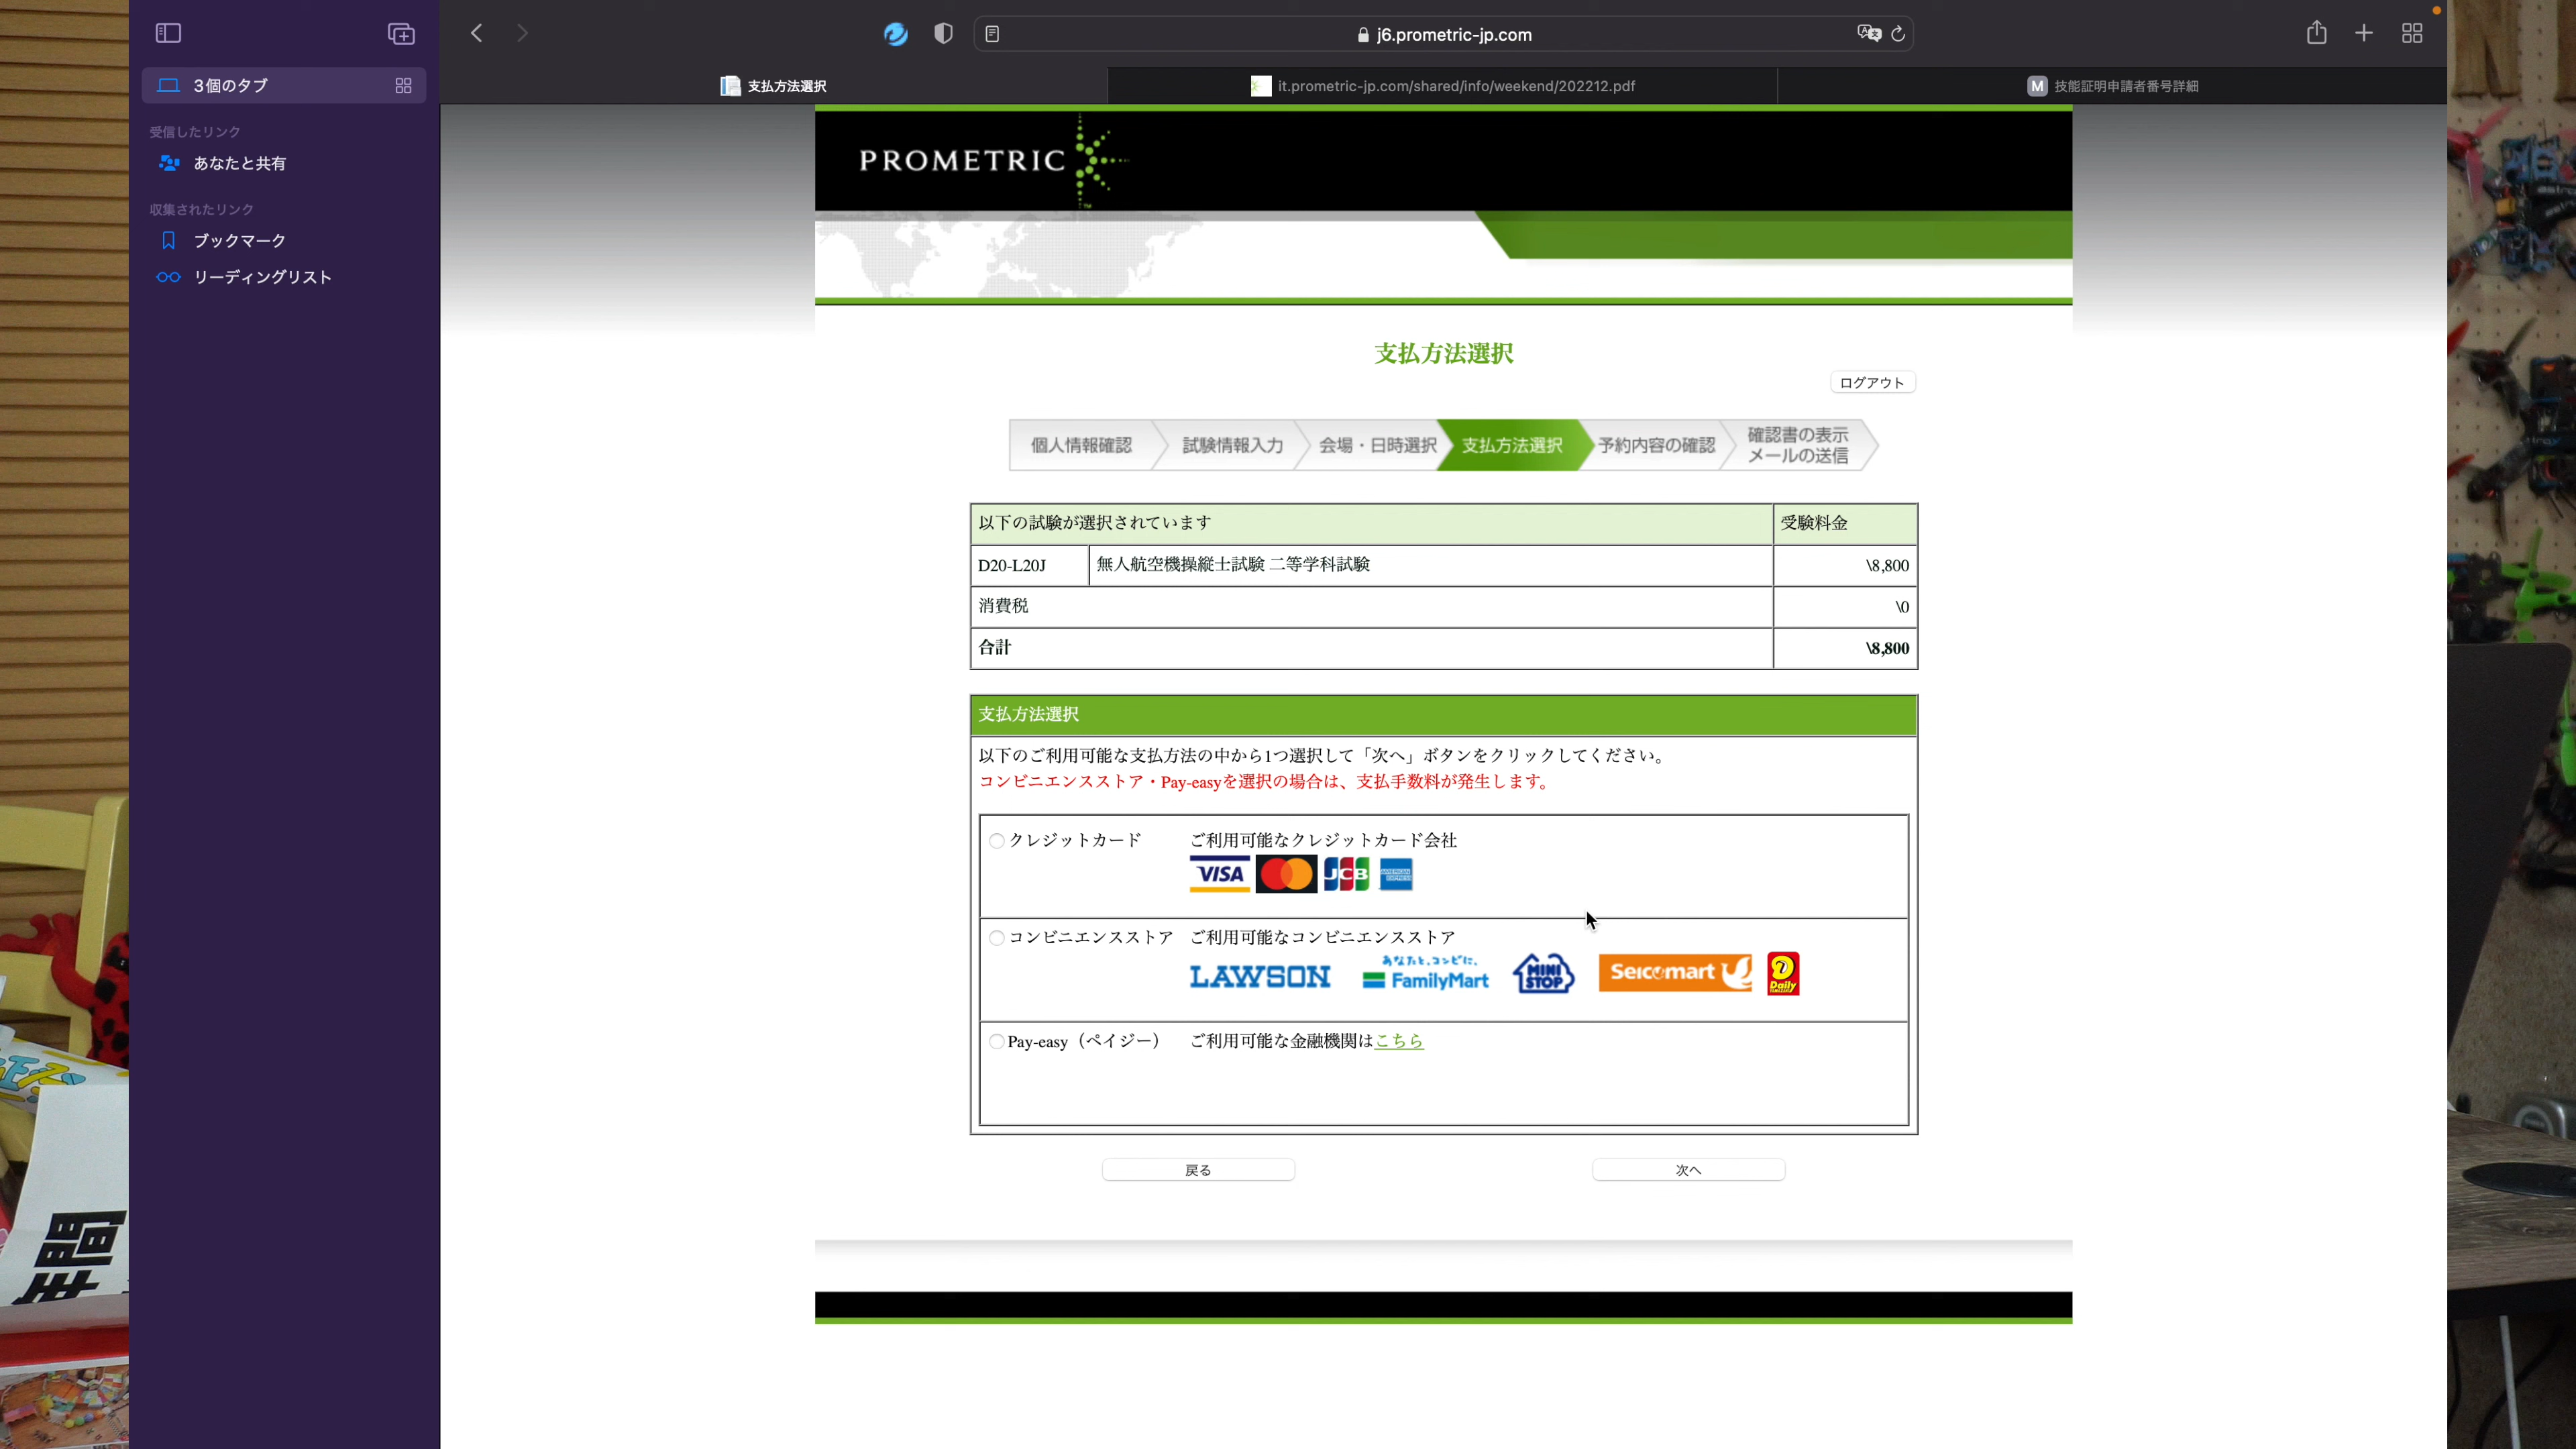 j6.prometric-jp.com
3個のタブ
支払方法選択
it.prometric-jp.com/shared/info/weekend/202212.pdf
M 技能証明申請者番号詳細
受信したリンク
あなたと共有
収集されたリンク
ブックマーク
リーディングリスト
PROMETRIC
支払方法選択
ログアウト
個人情報確認
試験情報入力
会場・日時選択
支払方法選択
予約内容の確認
確認書の表示
メールの送信
以下の試験が選択されています 受験料金
D20-L20J 無人航空機操縦士試験 二等学科試験 \8,800
消費税 \0
合計 \8,800
支払方法選択
以下のご利用可能な支払方法の中から1つ選択して「次へ」ボタンをクリックしてください。
コンビニエンスストア・Pay-easyを選択の場合は、支払手数料が発生します。
クレジットカード ご利用可能なクレジットカード会社
VISA JCB AMERICAN EXPRESS
コンビニエンスストア ご利用可能なコンビニエンスストア
あなたと、コンビに、
LAWSON FamilyMart MINI STOP Seicomart Daily
Pay-easy（ペイジー） ご利用可能な金融機関はこちら
戻る 次へ